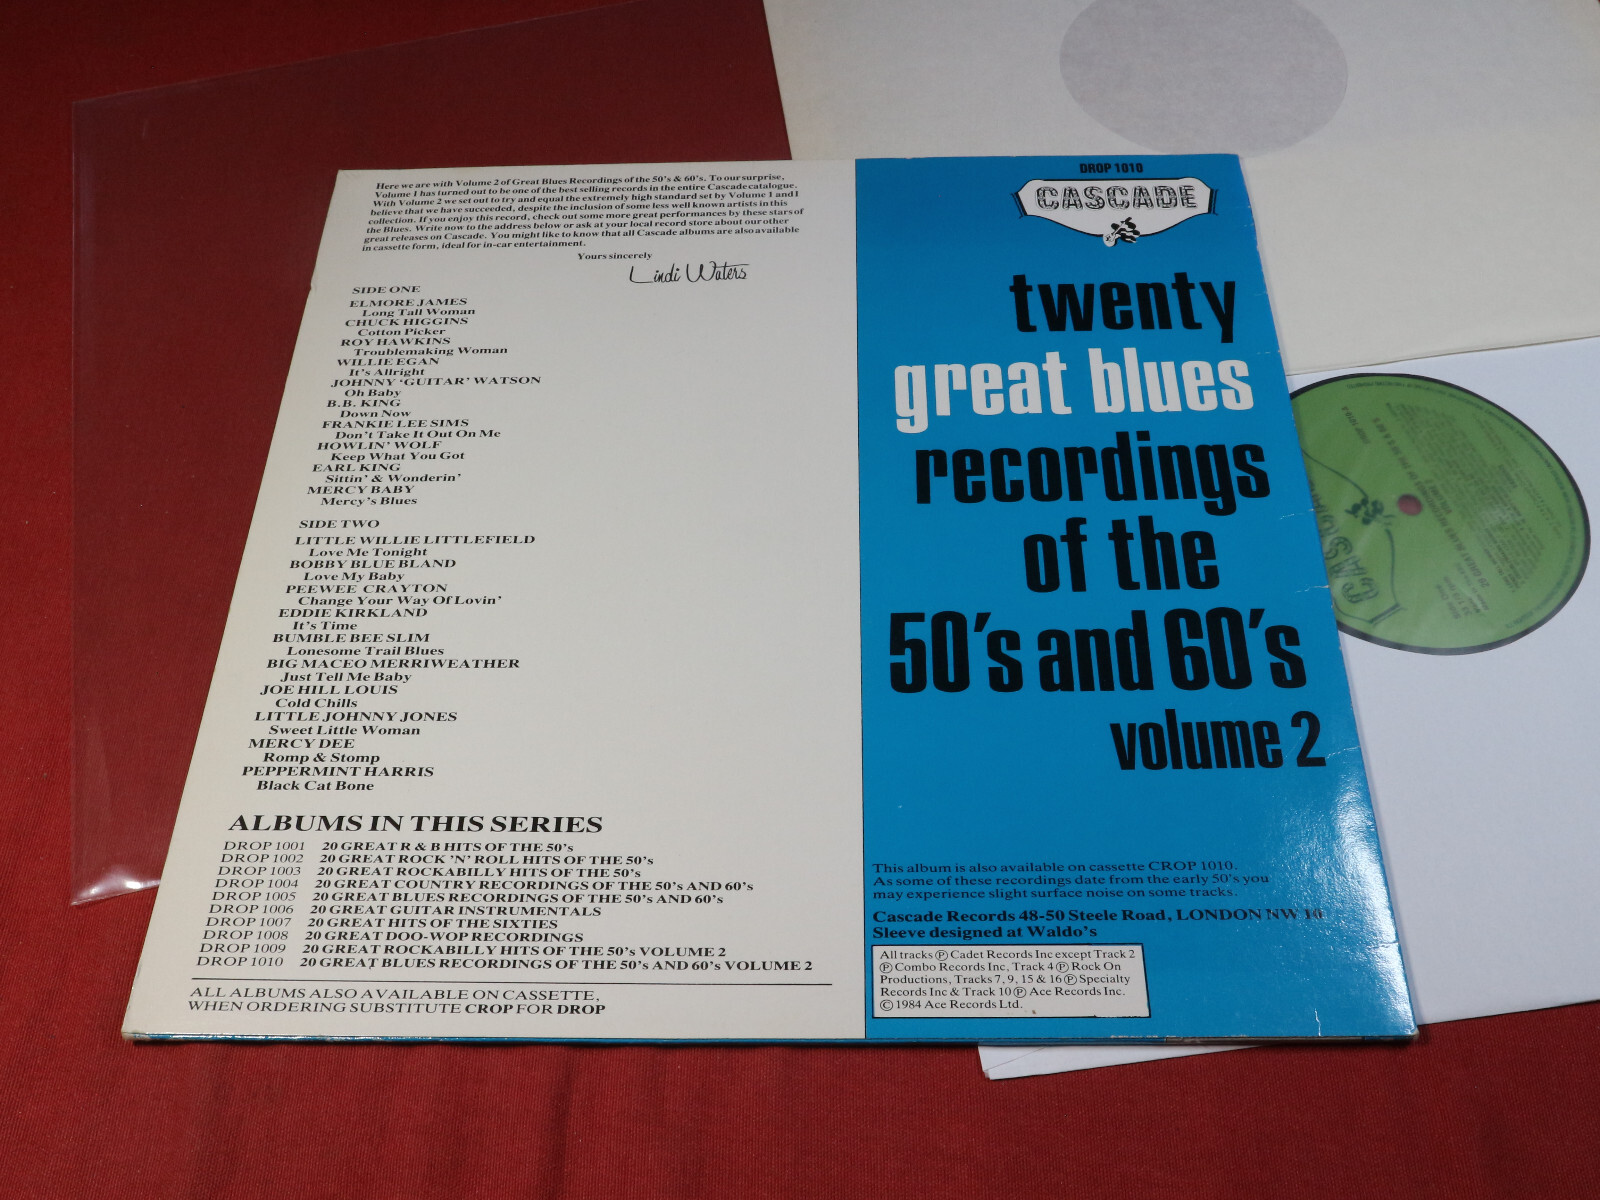 Here we are with Volume 2 of Great Blues Recordings of the 50's & 60's. To our surprise,
Volume 1 has turned out to be one of the best selling records in the entire Cascade catalogue.
With Volume 2 we set out to try and equal the extremely high standard set by Volume 1 and I
believe that we have succeeded, despite the inclusion of some less well known artists in this
collection. If you enjoy this record, check out some more great performances by these stars of
the Blues. Write now to the address below or ask at your local record store about our other
great releases on Cascade. You might like to know that all Cascade albums are also available
in cassette form, ideal for in-car entertainment.
Yours sincerely
Lindi Waters
SIDE ONE
ELMORE JAMES
Long Tall Woman
CHUCK HIGGINS
Cotton Picker
ROY HAWKINS
Troublemaking Woman
WILLIE EGAN
It's Allright
JOHNNY 'GUITAR' WATSON
Oh Baby
B.B. KING
Down Now
FRANKIE LEE SIMS
Don't Take It Out On Me
HOWLIN' WOLF
Keep What You Got
EARL KING
Sittin' & Wonderin'
MERCY BABY
Mercy's Blues
SIDE TWO
LITTLE WILLIE LITTLEFIELD
Love Me Tonight
BOBBY BLUE BLAND
Love My Baby
PEEWEE CRAYTON
Change Your Way Of Lovin'
EDDIE KIRKLAND
It's Time
BUMBLE BEE SLIM
Lonesome Trail Blues
BIG MACEO MERRIWEATHER
Just Tell Me Baby
JOE HILL LOUIS
Cold Chills
LITTLE JOHNNY JONES
Sweet Little Woman
MERCY DEE
Romp & Stomp
PEPPERMINT HARRIS
Black Cat Bone
ALBUMS IN THIS SERIES
DROP 1001 20 GREAT R & B HITS OF THE 50's
DROP 1002 20 GREAT ROCK 'N' ROLL HITS OF THE 50's
DROP 1003 20 GREAT ROCKABILLY HITS OF THE 50's
DROP 1004 20 GREAT COUNTRY RECORDINGS OF THE 50's AND 60's
DROP 1005 20 GREAT BLUES RECORDINGS OF THE 50's AND 60's
DROP 1006 20 GREAT GUITAR INSTRUMENTALS
DROP 1007 20 GREAT HITS OF THE SIXTIES
DROP 1008 20 GREAT DOO-WOP RECORDINGS
DROP 1009 20 GREAT ROCKABILLY HITS OF THE 50's VOLUME 2
DROP 1010 20 GREAT BLUES RECORDINGS OF THE 50's AND 60's VOLUME 2
ALL ALBUMS ALSO AVAILABLE ON CASSETTE,
WHEN ORDERING SUBSTITUTE CROP FOR DROP
DROP 1010
CASCADE
twenty
great blues
recordings
of the
50's and 60's
volume 2
This album is also available on cassette CROP 1010.
As some of these recordings date from the early 50's you
may experience slight surface noise on some tracks.
Cascade Records 48-50 Steele Road, LONDON NW 10
Sleeve designed at Waldo's
All tracks ℗ Cadet Records Inc except Track 2
℗ Combo Records Inc, Track 4 ℗ Rock On
Productions, Tracks 7, 9, 15 & 16 ℗ Specialty
Records Inc & Track 10 ℗ Ace Records Inc.
© 1984 Ace Records Ltd.